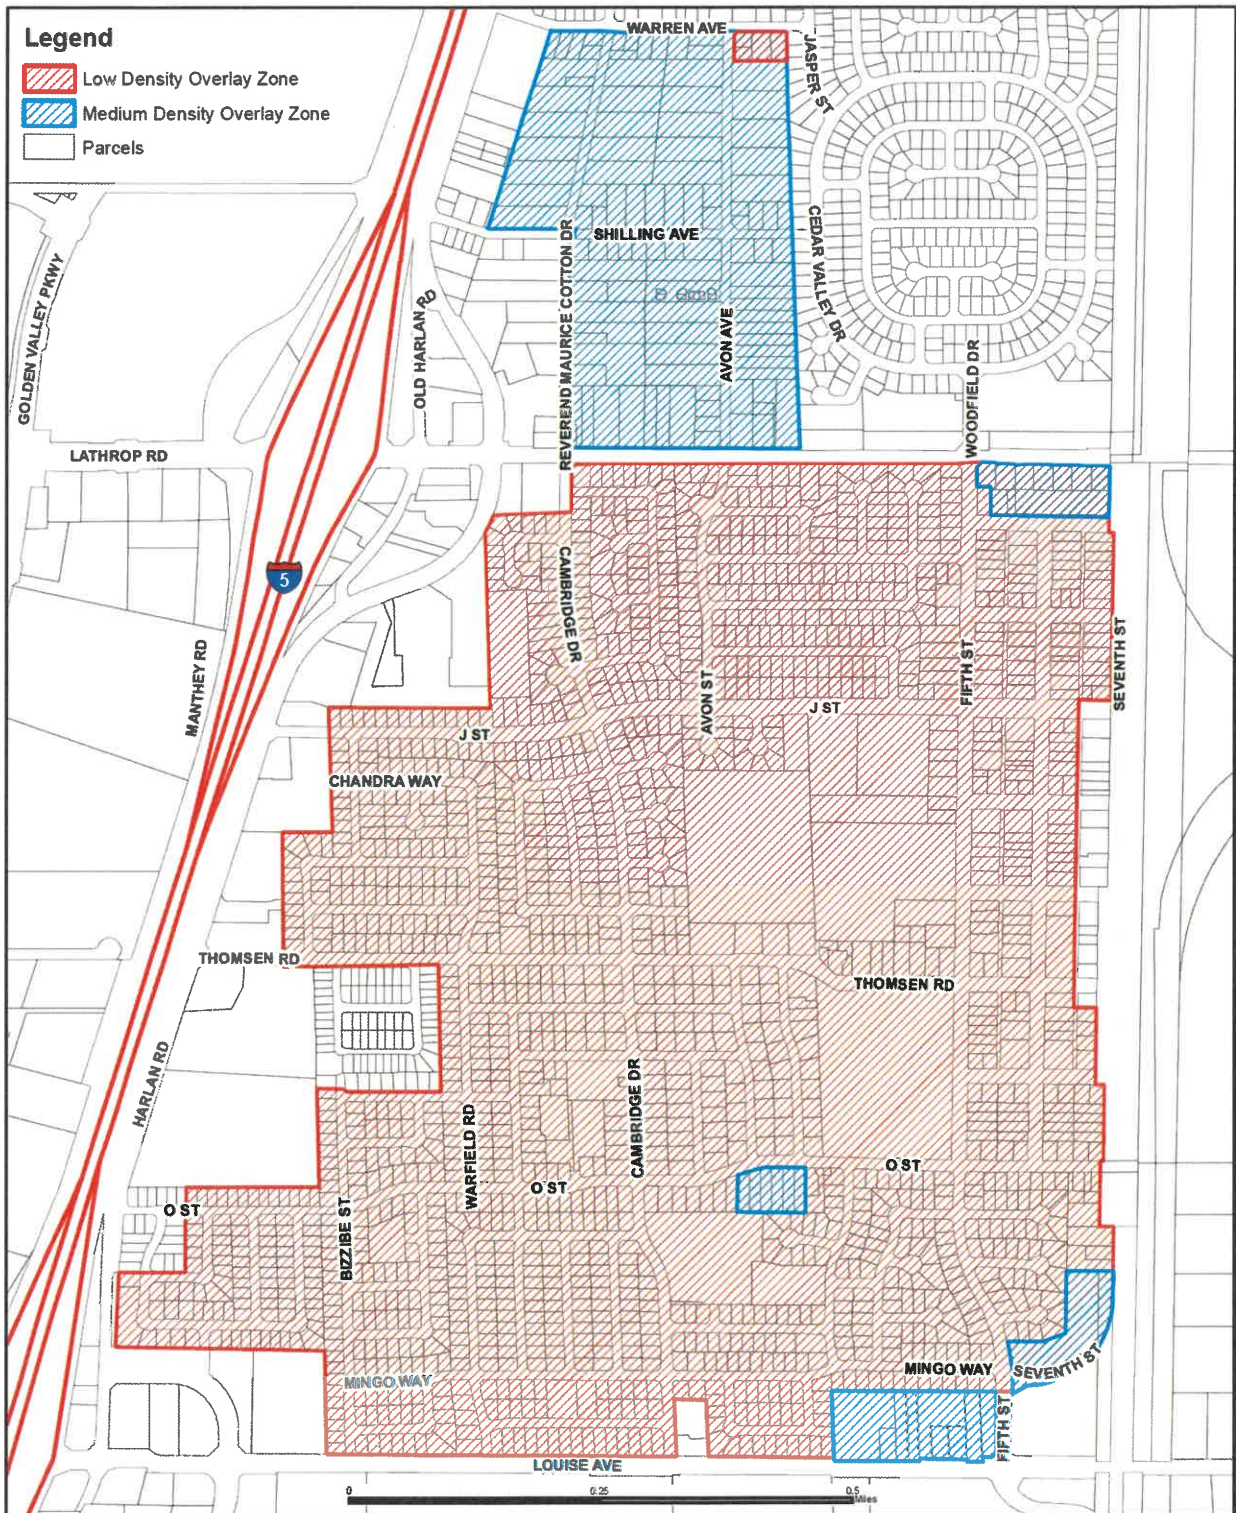 Legend
Low Density Overlay Zone
Medium Density Overlay Zone
Parcels
WARREN AVE
JASPER ST
SHILLING AVE
CEDAR VALLEY DR
GOLDEN VALLEY PKWY
OLD HARLAN RD
REVEREND MAURICE COTTON DR
AVON AVE
WOODFIELD DR
LATHROP RD
5
CAMBRIDGE DR
MANTHEY RD
AVON ST
FIFTH ST
SEVENTH ST
J ST
J ST
CHANDRA WAY
THOMSEN RD
THOMSEN RD
HARLAN RD
WARFIELD RD
CAMBRIDGE DR
O ST
O ST
O ST
BIZZIBE ST
MINGO WAY
SEVENTH ST
MINGO WAY
FIFTH ST
LOUISE AVE
0 0.25 0.5
Miles